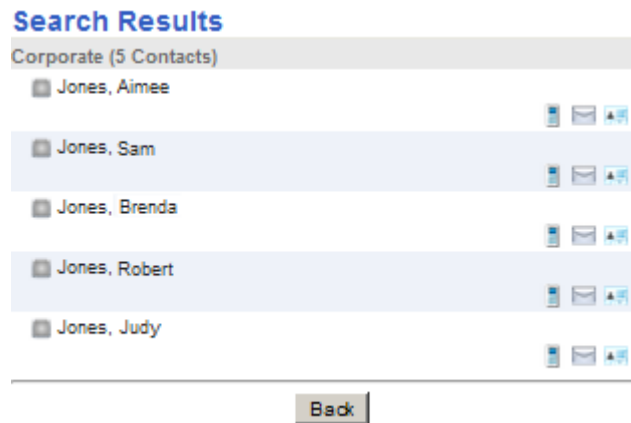 Search Results
Corporate (5 Contacts)
Jones, Aimee
Jones, Sam
Jones, Brenda
Jones, Robert
Jones, Judy
Back